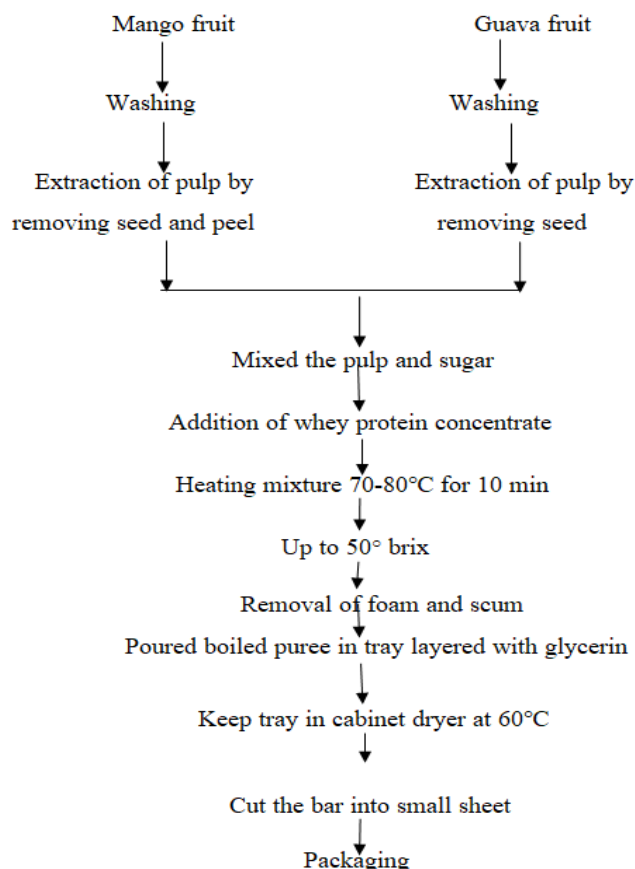 Mango fruit
Guava fruit
Washing
Washing
Extraction of pulp by
removing seed and peel
Extraction of pulp by
removing seed
Mixed the pulp and sugar
Addition of whey protein concentrate
Heating mixture 70-80°C for 10 min
Up to 50° brix
Removal of foam and scum
Poured boiled puree in tray layered with glycerin
Keep tray in cabinet dryer at 60°C
Cut the bar into small sheet
Packaging